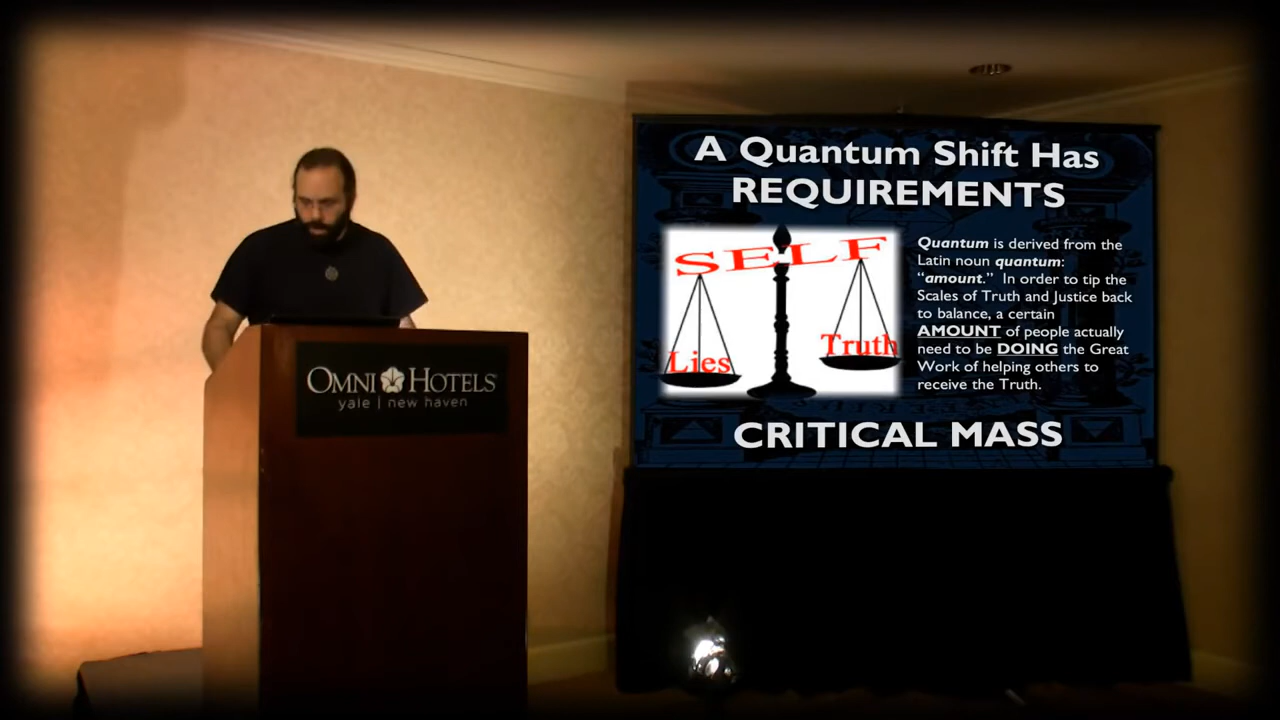 A Quantum Shift Has
REQUIREMENTS
SELF
Lies
Truth
Quantum is derived from the
Latin noun quantum:
“amount.” In order to tip the
Scales of Truth and Justice back
to balance, a certain
AMOUNT of people actually
need to be DOING the Great
Work of helping others to
receive the Truth.
CRITICAL MASS
OMNI HOTELS
yale | new haven